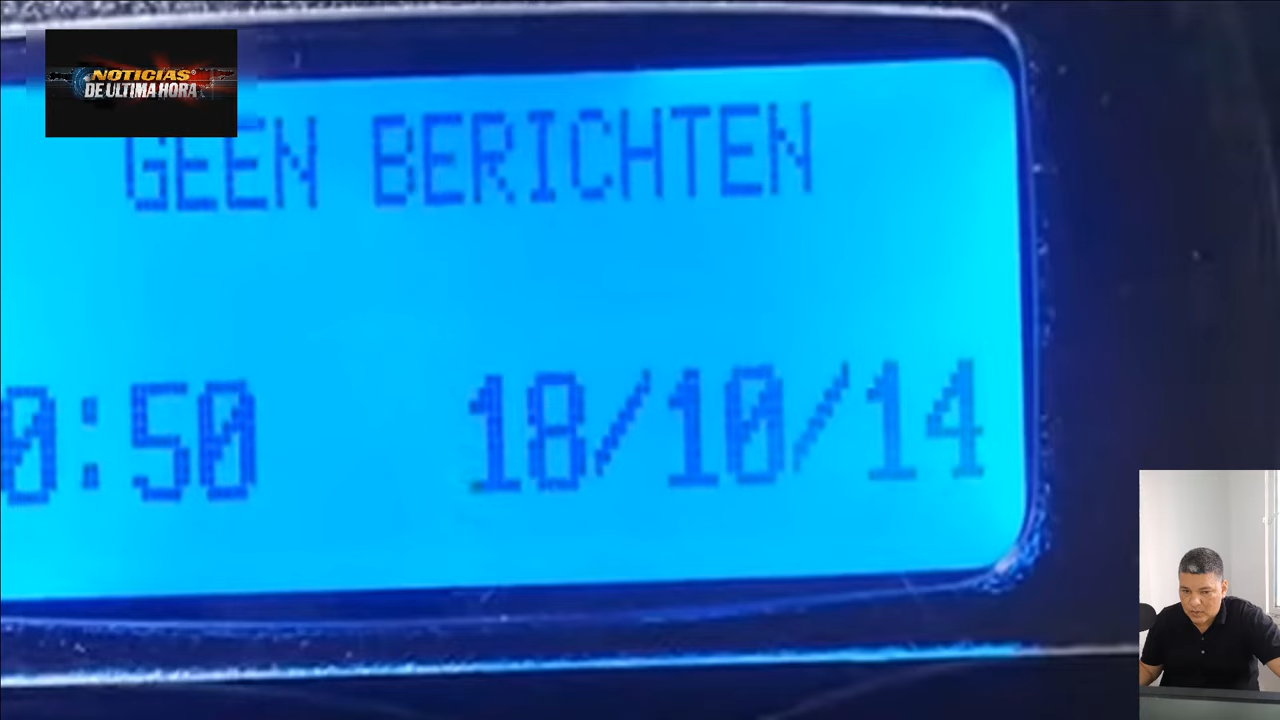 NOTICIAS®
DE ULTIMA HORA
GEEN BERICHTEN
0:50 18/10/14